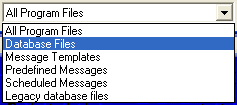 All Program Files
All Program Files
Database Files
Message Templates
Predefined Messages
Scheduled Messages
Legacy database files